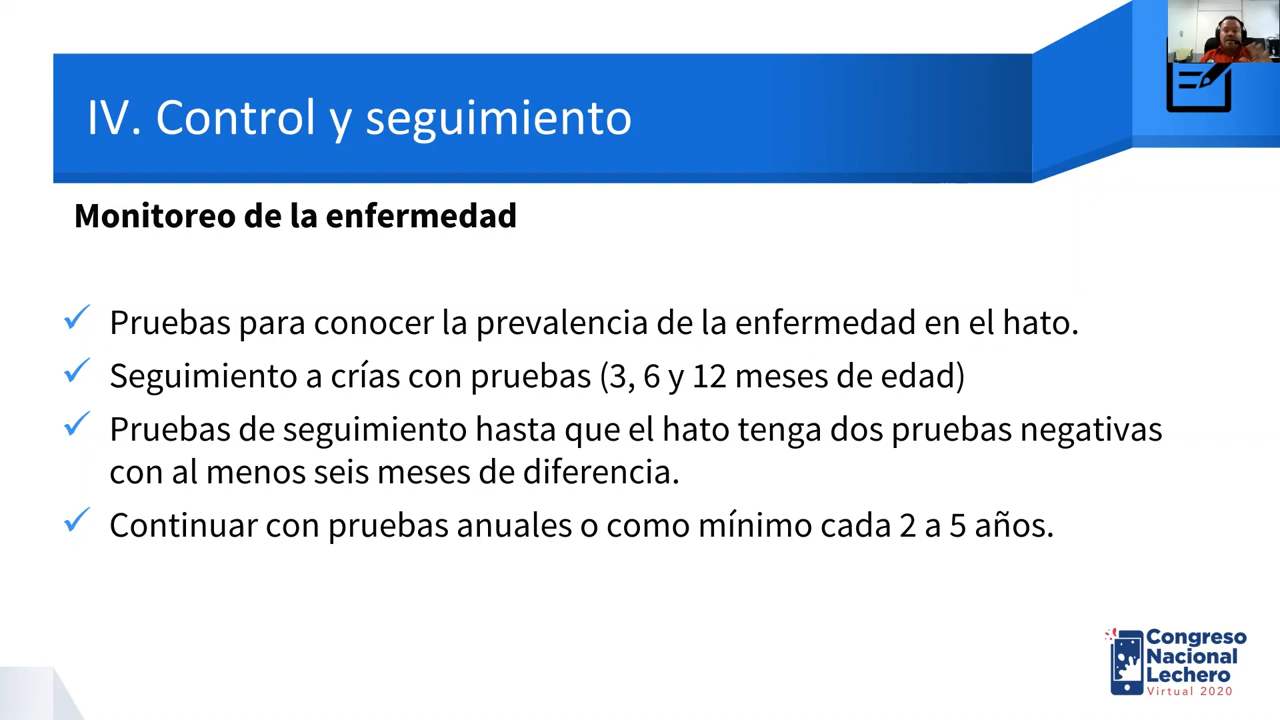 IV. Control y seguimiento
Monitoreo de la enfermedad
Pruebas para conocer la prevalencia de la enfermedad en el hato.
Seguimiento a crías con pruebas (3, 6 y 12 meses de edad)
Pruebas de seguimiento hasta que el hato tenga dos pruebas negativas
con al menos seis meses de diferencia.
Continuar con pruebas anuales o como mínimo cada 2 a 5 años.
Congreso
Nacional
Lechero
Virtual 2020